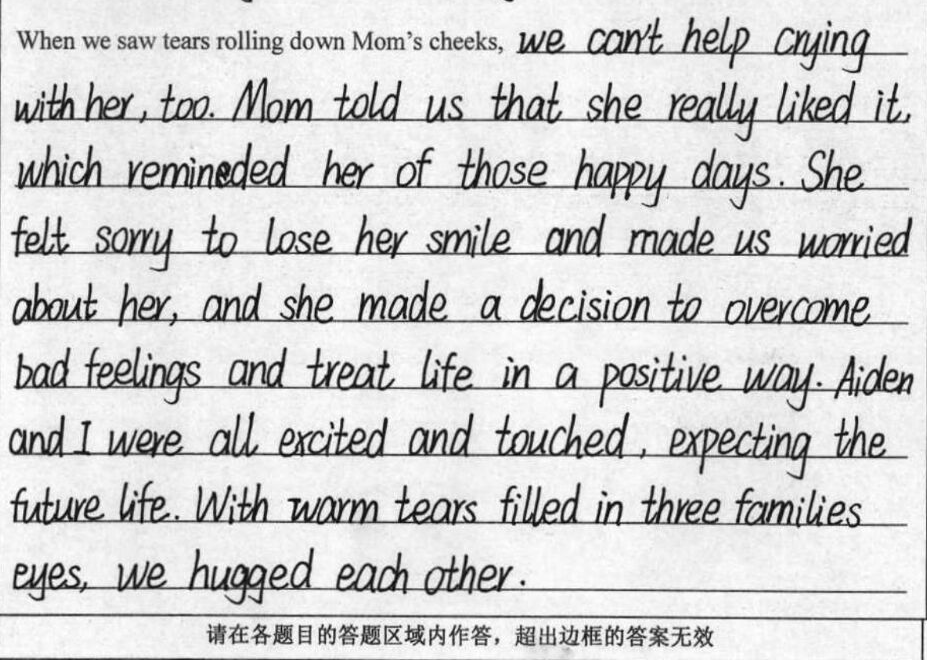 When we saw tears rolling down Mom's cheeks, we can't help crying
with her, too. Mom told us that she really liked it,
which remineded her of those happy days. She
felt sorry to lose her smile and made us worried
about her, and she made a decision to overcome
bad feelings and treat life in a positive way. Aiden
and I were all excited and touched, expecting the
future life. With warm tears filled in three families
eyes, we hugged each other.
请在各题目的答题区域内作答，超出边框的答案无效